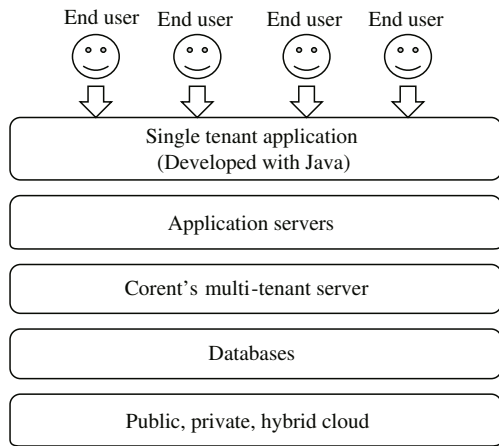 End user End user End user End user
Single tenant application
(Developed with Java)
Application servers
Corent's multi-tenant server
Databases
Public, private, hybrid cloud